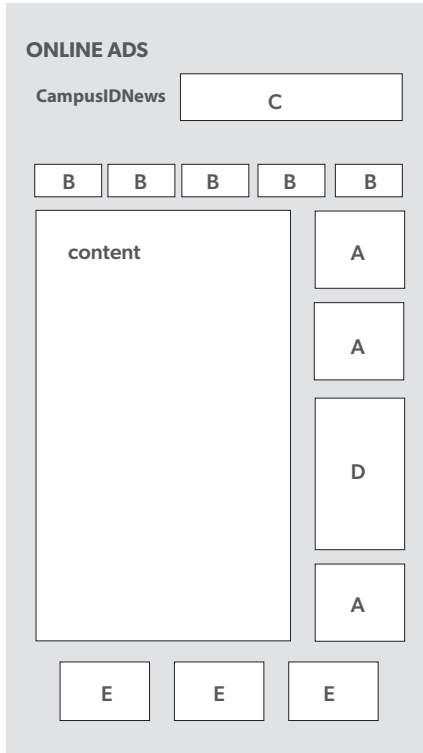 ONLINE ADS
CampusIDNews C
B B B B B
content A
A
D
A
E E E